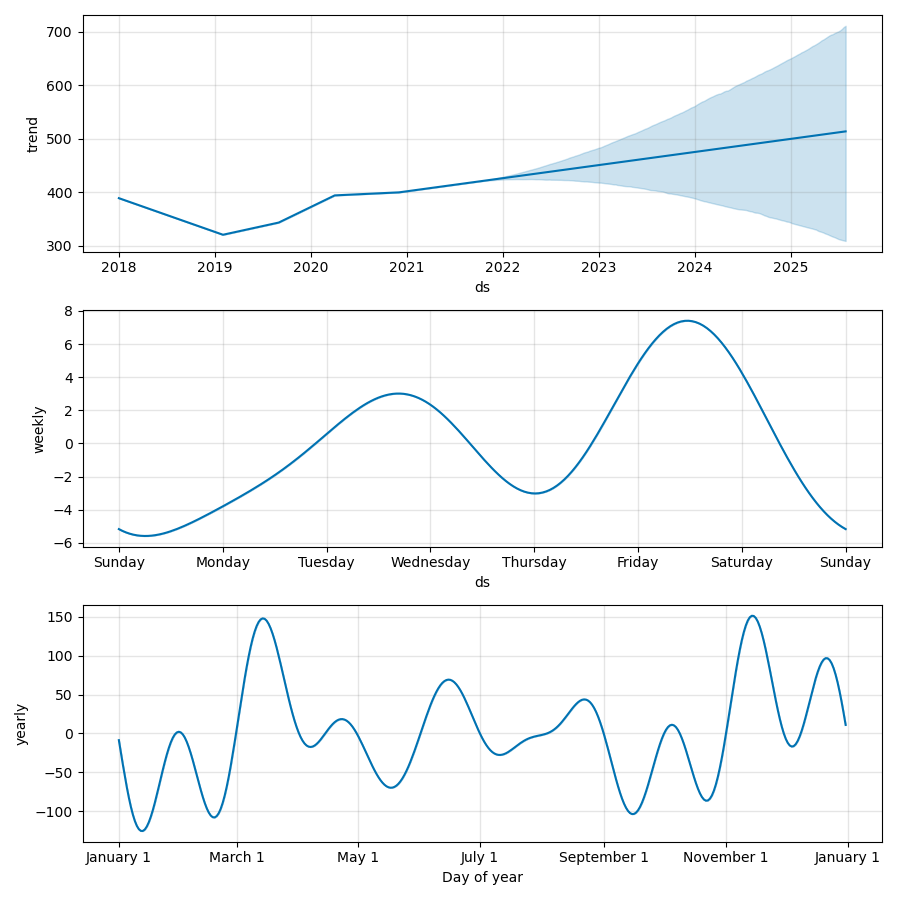 700
600
500
400
300
trend
2018 2019 2020 2021 2022 2023 2024 2025
ds
8
6
4
2
0
−2
−4
−6
weekly
Sunday Monday Tuesday Wednesday Thursday Friday Saturday Sunday
ds
150
100
50
0
−50
−100
yearly
January 1 March 1 May 1 July 1 September 1 November 1 January 1
Day of year